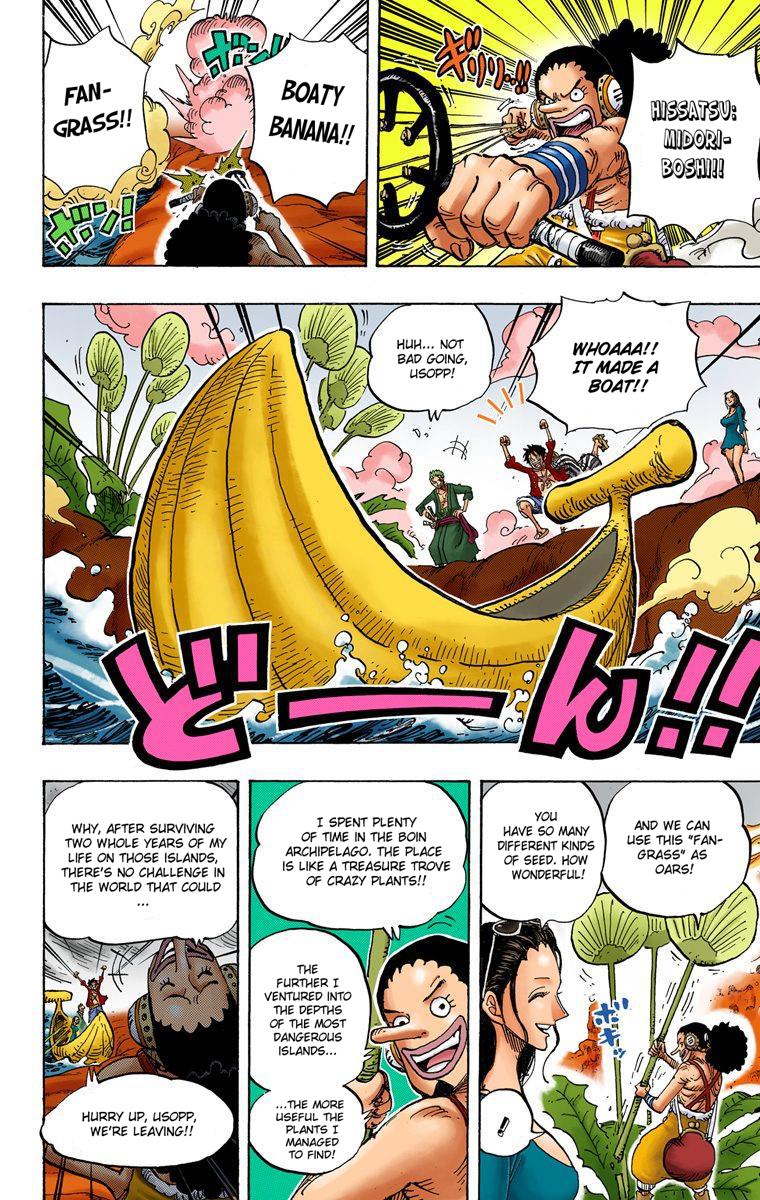 HISSATSU:
MIDORI-
BOSHI!!
ギリリ..!!
BOATY
BANANA!!
ボンッ
FAN-
GRASS!!
ボンッ!
WHOAAA!!
IT MADE A
BOAT!!
HUH... NOT
BAD GOING,
USOPP!
どーん!!
AND WE CAN
USE THIS "FAN-
GRASS" AS
OARS!
YOU
HAVE SO MANY
DIFFERENT KINDS
OF SEED. HOW
WONDERFUL!
ボキッ
!
I SPENT PLENTY
OF TIME IN THE BOIN
ARCHIPELAGO. THE PLACE
IS LIKE A TREASURE TROVE
OF CRAZY PLANTS!!
THE
FURTHER I
VENTURED INTO
THE DEPTHS
OF THE MOST
DANGEROUS
ISLANDS...
...THE MORE
USEFUL THE
PLANTS I
MANAGED
TO FIND!
WHY, AFTER SURVIVING
TWO WHOLE YEARS OF MY
LIFE ON THOSE ISLANDS,
THERE'S NO CHALLENGE IN
THE WORLD THAT COULD
...
HURRY UP, USOPP,
WE'RE LEAVING!!